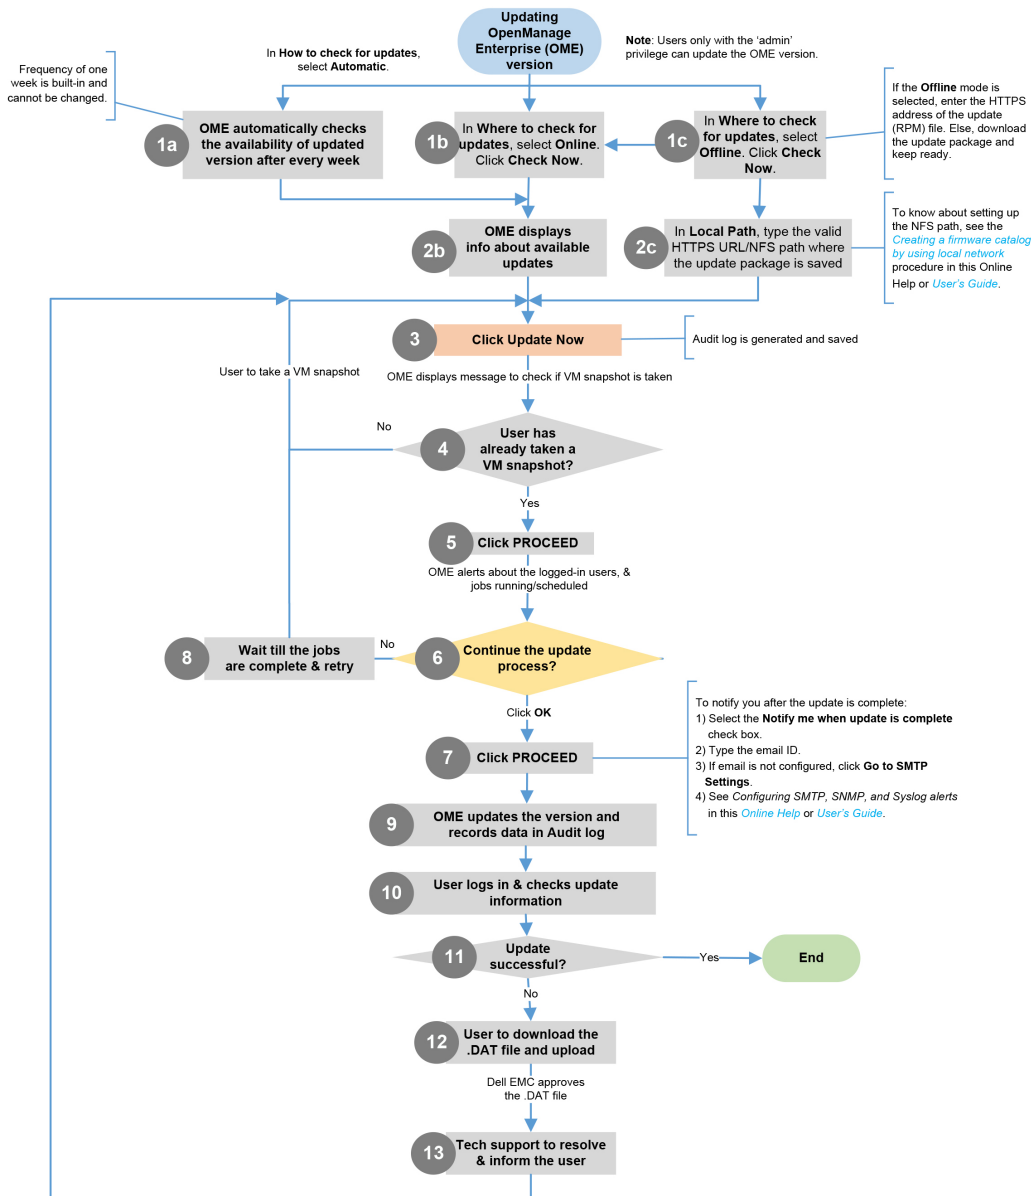 Updating
OpenManage
Enterprise (OME)
version
In How to check for updates,
select Automatic.
Note: Users only with the ‘admin’
privilege can update the OME version.
Frequency of one
week is built-in and
cannot be changed.
1a
OME automatically checks
the availability of updated
version after every week
1b
In Where to check for
updates, select Online.
Click Check Now.
1c
In Where to check
for updates, select
Offline. Click Check
Now.
If the Offline mode is
selected, enter the HTTPS
address of the update
(RPM) file. Else, download
the update package and
keep ready.
2b
OME displays
info about available
updates
2c
In Local Path, type the valid
HTTPS URL/NFS path where
the update package is saved
To know about setting up
the NFS path, see the
Creating a firmware catalog
by using local network
procedure in this Online
Help or User’s Guide.
3
Click Update Now
Audit log is generated and saved
User to take a VM snapshot
OME displays message to check if VM snapshot is taken
No
4
User has
already taken a
VM snapshot?
Yes
5
Click PROCEED
OME alerts about the logged-in users, &
jobs running/scheduled
8
Wait till the jobs
are complete & retry
No
6
Continue the update
process?
Click OK
7
Click PROCEED
To notify you after the update is complete:
1) Select the Notify me when update is complete
check box.
2) Type the email ID.
3) If email is not configured, click Go to SMTP
Settings.
4) See Configuring SMTP, SNMP, and Syslog alerts
in this Online Help or User’s Guide.
9
OME updates the version and
records data in Audit log
10
User logs in & checks update
information
11
Update
successful?
Yes
End
No
12
User to download the
.DAT file and upload
Dell EMC approves
the .DAT file
13
Tech support to resolve
& inform the user